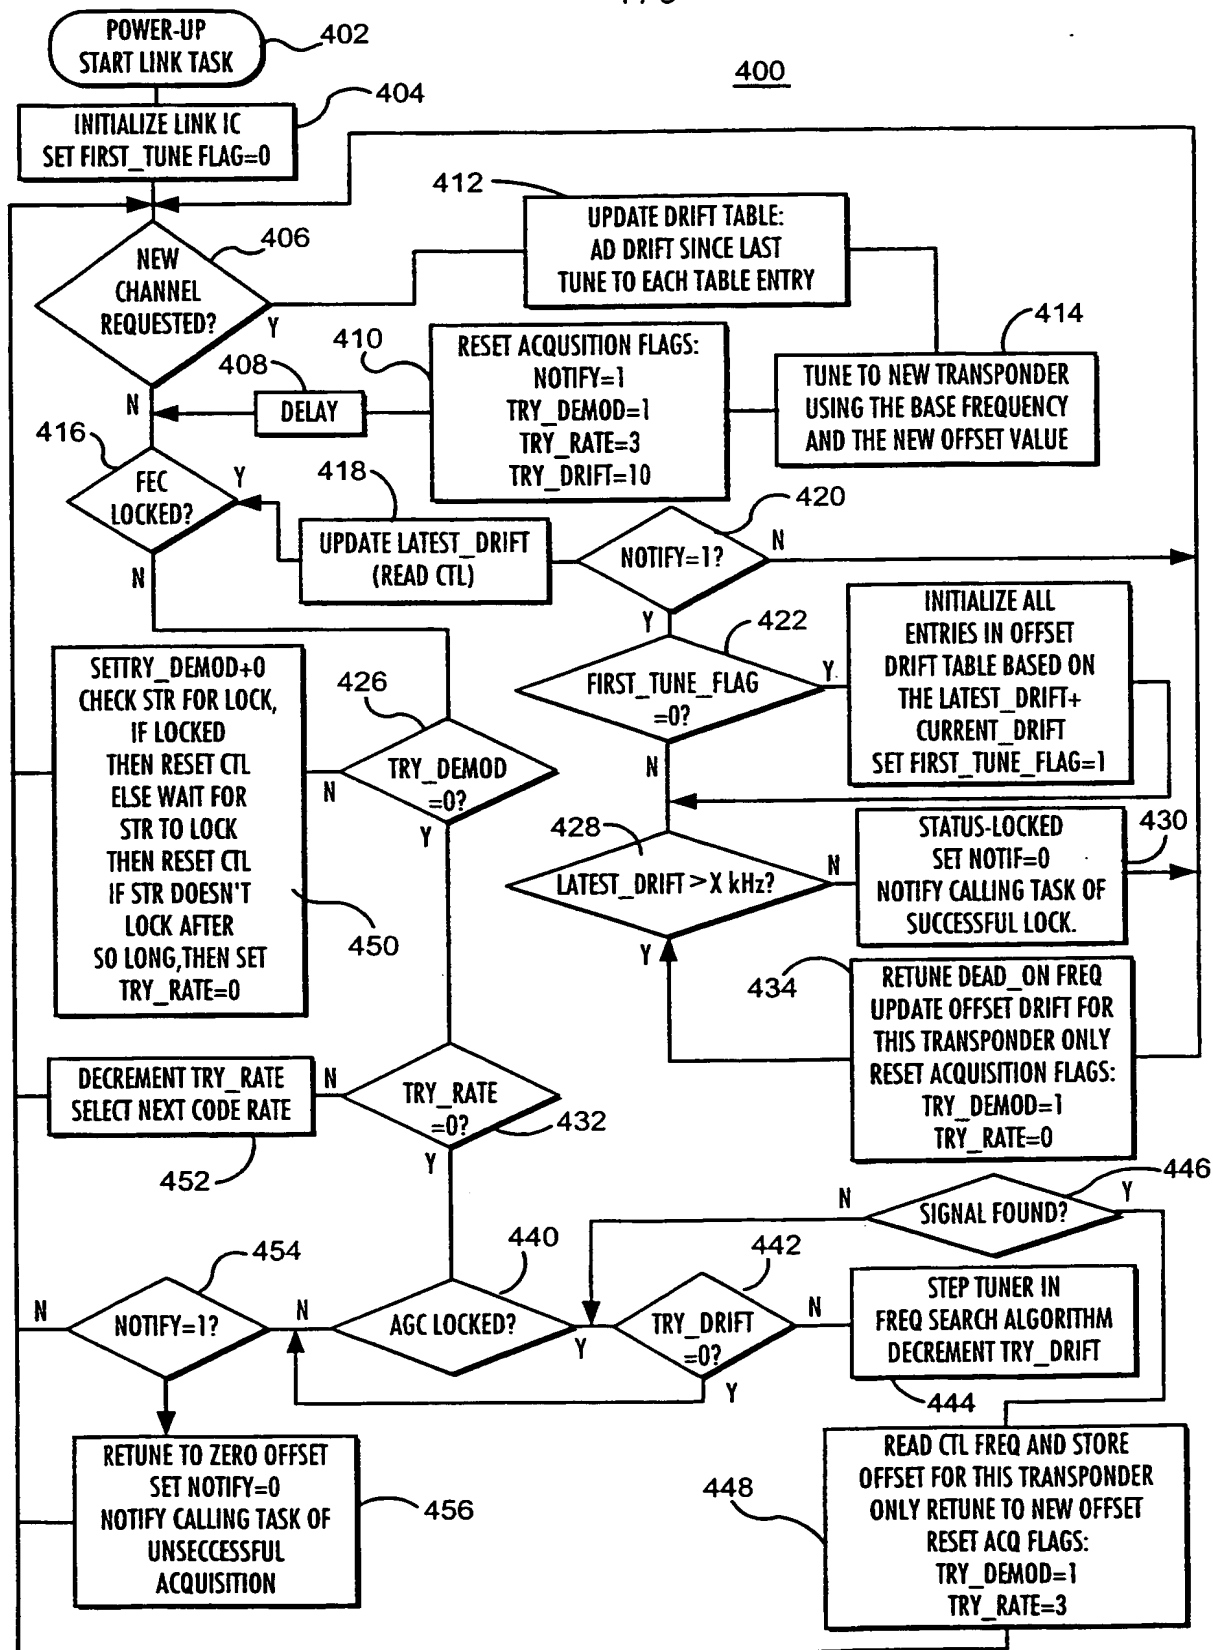 POWER-UP
START LINK TASK
402
400
404
INITIALIZE LINK IC
SET FIRST_TUNE FLAG=0
412
UPDATE DRIFT TABLE:
AD DRIFT SINCE LAST
TUNE TO EACH TABLE ENTRY
406
NEW
CHANNEL
REQUESTED?
Y
N
410
RESET ACQUSITION FLAGS:
NOTIFY=1
TRY_DEMOD=1
TRY_RATE=3
TRY_DRIFT=10
408
DELAY
414
TUNE TO NEW TRANSPONDER
USING THE BASE FREQUENCY
AND THE NEW OFFSET VALUE
416
FEC
LOCKED?
Y
N
418
UPDATE LATEST_DRIFT
(READ CTL)
420
NOTIFY=1?
N
Y
422
FIRST_TUNE_FLAG
=0?
Y
N
INITIALIZE ALL
ENTRIES IN OFFSET
DRIFT TABLE BASED ON
THE LATEST_DRIFT+
CURRENT_DRIFT
SET FIRST_TUNE_FLAG=1
SETTRY_DEMOD+0
CHECK STR FOR LOCK,
IF LOCKED
THEN RESET CTL
ELSE WAIT FOR
STR TO LOCK
THEN RESET CTL
IF STR DOESN'T
LOCK AFTER
SO LONG,THEN SET
TRY_RATE=0
450
426
TRY_DEMOD
=0?
N
Y
428
LATEST_DRIFT>X kHz?
N
Y
STATUS-LOCKED
SET NOTIF=0
NOTIFY CALLING TASK OF
SUCCESSFUL LOCK.
430
434
RETUNE DEAD_ON FREQ
UPDATE OFFSET DRIFT FOR
THIS TRANSPONDER ONLY
RESET ACQUISITION FLAGS:
TRY_DEMOD=1
TRY_RATE=0
DECREMENT TRY_RATE
SELECT NEXT CODE RATE
452
N
TRY_RATE
=0?
432
Y
446
SIGNAL FOUND?
N
Y
454
NOTIFY=1?
N
440
AGC LOCKED?
N
Y
442
TRY_DRIFT
=0?
N
Y
STEP TUNER IN
FREQ SEARCH ALGORITHM
DECREMENT TRY_DRIFT
444
RETUNE TO ZERO OFFSET
SET NOTIFY=0
NOTIFY CALLING TASK OF
UNSECCESSFUL
ACQUISITION
456
448
READ CTL FREQ AND STORE
OFFSET FOR THIS TRANSPONDER
ONLY RETUNE TO NEW OFFSET
RESET ACQ FLAGS:
TRY_DEMOD=1
TRY_RATE=3